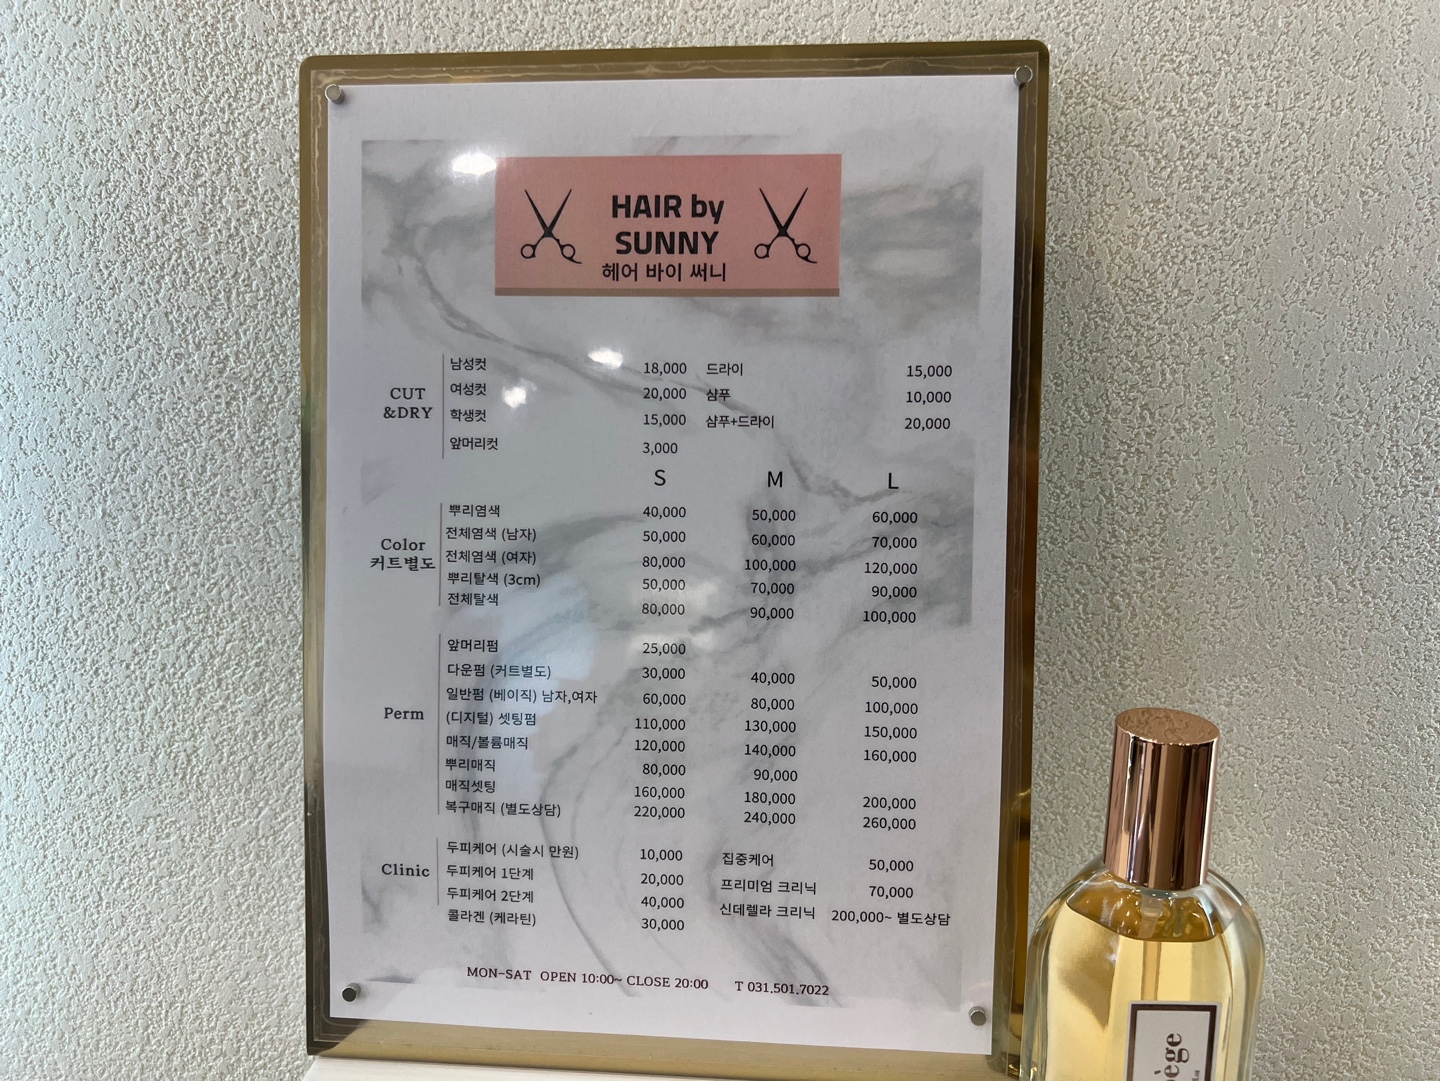 HAIR by
SUNNY
헤어 바이 써니
CUT
&DRY
남성컷 18,000 드라이 15,000
여성컷 20,000 샴푸 10,000
학생컷 15,000 샴푸+드라이 20,000
앞머리컷 3,000
S M L
Color
커트별도
뿌리염색 40,000 50,000 60,000
전체염색 (남자) 50,000 60,000 70,000
전체염색 (여자) 80,000 100,000 120,000
뿌리탈색 (3cm) 50,000 70,000 90,000
전체탈색 80,000 90,000 100,000
Perm
앞머리펌 25,000
다운펌 (커트별도) 30,000 40,000 50,000
일반펌 (베이직) 남자,여자 60,000 80,000 100,000
(디지털) 셋팅펌 110,000 130,000 150,000
매직/볼륨매직 120,000 140,000 160,000
뿌리매직 80,000 90,000
매직셋팅 160,000 180,000 200,000
복구매직 (별도상담) 220,000 240,000 260,000
Clinic
두피케어 (시술시 만원) 10,000 집중케어 50,000
두피케어 1단계 20,000 프리미엄 크리닉 70,000
두피케어 2단계 40,000 신데렐라 크리닉 200,000~ 별도상담
콜라겐 (케라틴) 30,000
MON-SAT OPEN 10:00~ CLOSE 20:00 T 031.501.7022